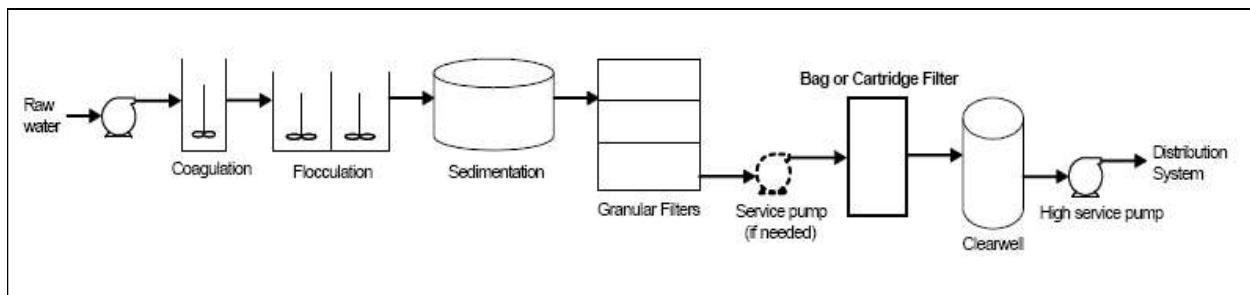 Raw
water
Coagulation
Flocculation
Sedimentation
Granular Filters
Service pump
(if needed)
Bag or Cartridge Filter
Clearwell
High service pump
Distribution
System